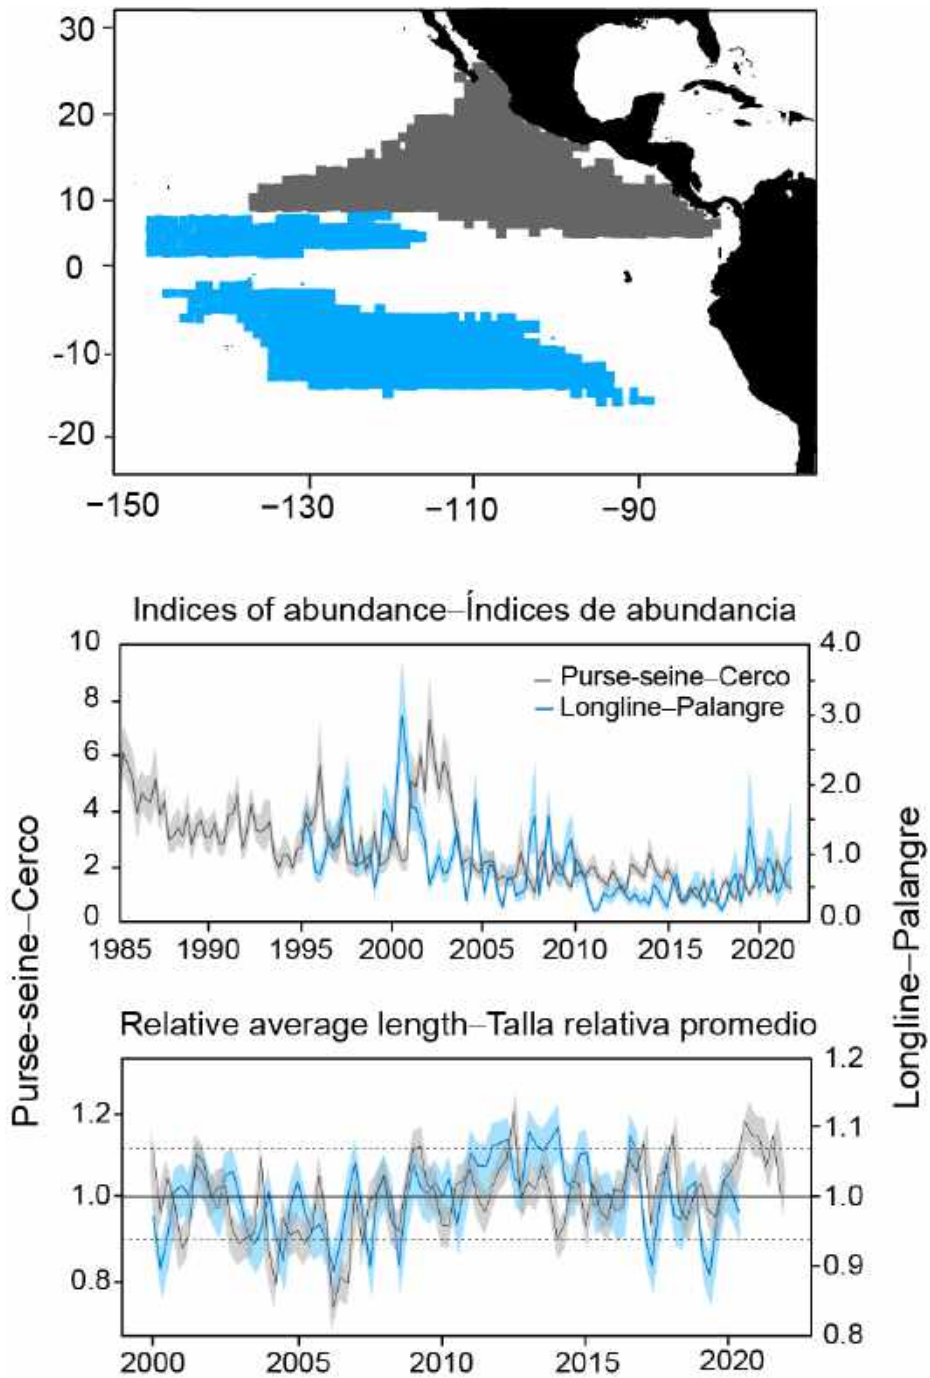 30
20
10
0
-10
-20
−150 −130 −110 −90
Indices of abundance–Índices de abundancia
10
8
6
4
2
0
4.0
3.0
2.0
1.0
0.0
Purse-seine–Cerco
Longline–Palangre
1985 1990 1995 2000 2005 2010 2015 2020
Purse-seine–Cerco
Longline–Palangre
Relative average length–Talla relativa promedio
1.2
1.0
0.8
1.2
1.1
1.0
0.9
0.8
2000 2005 2010 2015 2020